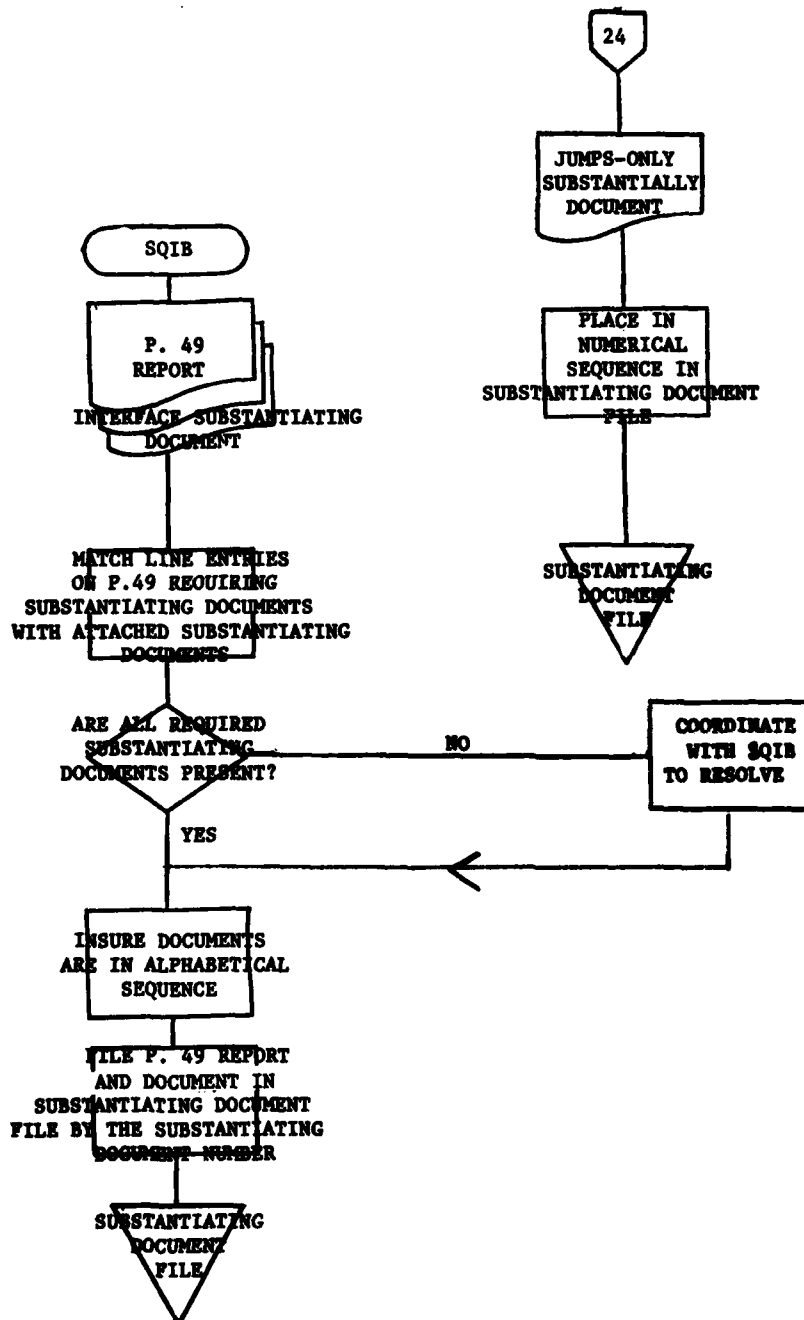 24
JUMPS-ONLY
SUBSTANTIALLY
DOCUMENT
PLACE IN
NUMERICAL
SEQUENCE IN
SUBSTANTIATING DOCUMENT
FILE
SUBSTANTIATING
DOCUMENT
FILE
SQIB
P. 49
REPORT
INTERFACE SUBSTANTIATING
DOCUMENT
MATCH LINE ENTRIES
ON P.49 REQUIRING
SUBSTANTIATING DOCUMENTS
WITH ATTACHED SUBSTANTIATING
DOCUMENTS
ARE ALL REQUIRED
SUBSTANTIATING
DOCUMENTS PRESENT?
NO
COORDINATE
WITH SQIB
TO RESOLVE
YES
INSURE DOCUMENTS
ARE IN ALPHABETICAL
SEQUENCE
FILE P. 49 REPORT
AND DOCUMENT IN
SUBSTANTIATING DOCUMENT
FILE BY THE SUBSTANTIATING
DOCUMENT NUMBER
SUBSTANTIATING
DOCUMENT
FILE